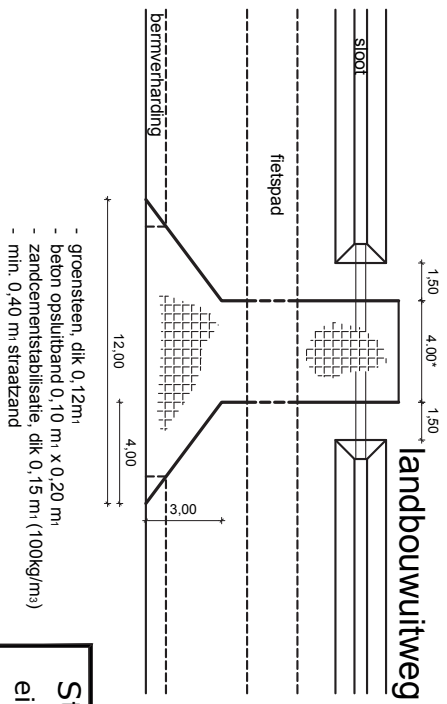 landbouwuitweg
1,50
4.00*
1,50
sloot
fietspad
bermverharding
3,00
4,00
12,00
- groensteen, dik 0,12m1
- beton opsluitband 0,10 m1 x 0,20 m1
- zandcementstabilisatie, dik 0,15 m1 (100kg/m3)
- min. 0,40 m1 straatzand